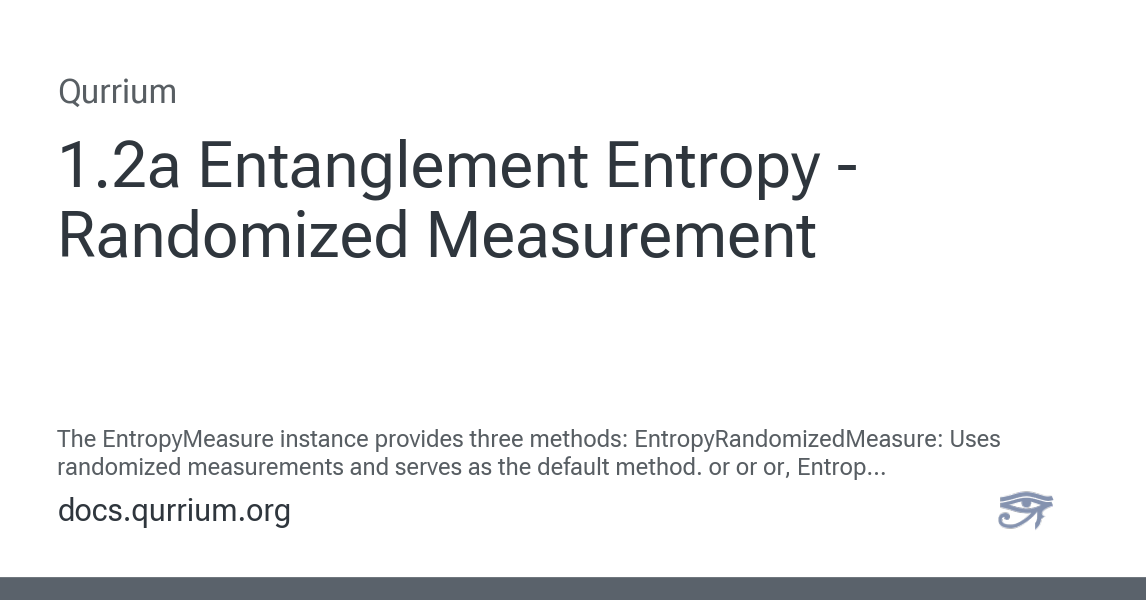 Qurrium
1.2a Entanglement Entropy -
Randomized Measurement
The EntropyMeasure instance provides three methods: EntropyRandomizedMeasure: Uses
randomized measurements and serves as the default method. or or or, Entrop...
docs.qurrium.org